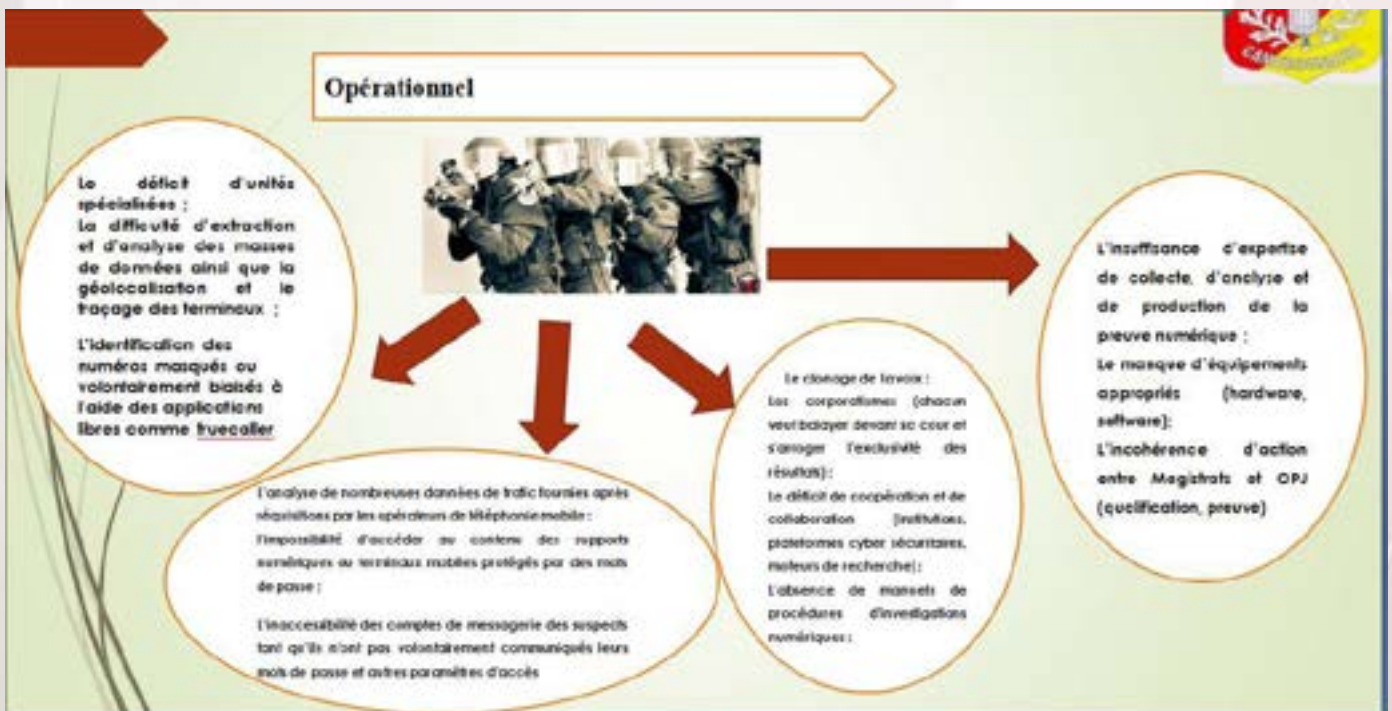 Opérationnel
Le déficit d'unités
spécialisées ;
La difficuté d'extraction
et d'analyse des masses
de données ainsi que la
géolocalisation et le
traçage des terminaux ;
L'identification des
numéros masqués ou
volontairement biaisés à
l'aide des applications
libres comme truecaller
L'analyse de nombreuses données de trafic fournies après
réquisitions par les opérateurs de téléphonie mobile ;
l'impossibilité d'accéder au contenu des supports
numériques ou terminaux mobiles protégés par des mots
de passe ;
L'inaccesibilité des comptes de messagerie des suspects
tant qu'ils n'ont pas volontairement communiqués leurs
mots de passe et autres paramètres d'accès
Le clonage de
Les corporatismes (chacun
veut balayer devant sa cour et
s'arroger l'exclusivité des
résultats);
Le déficit de coopération et de
collaboration (institutions,
plateformes cyber sécuritaires,
moteurs de recherche);
L'absence de manuels de
procédures d'investigations
numériques ;
L'insuffisance d'expertise
de collecte, d'analyse et
de production de la
preuve numérique ;
Le manque d'équipements
appropriés (hardware,
software);
L'incohérence d'action
entre Magistrats et OPJ
(qualification, preuve)